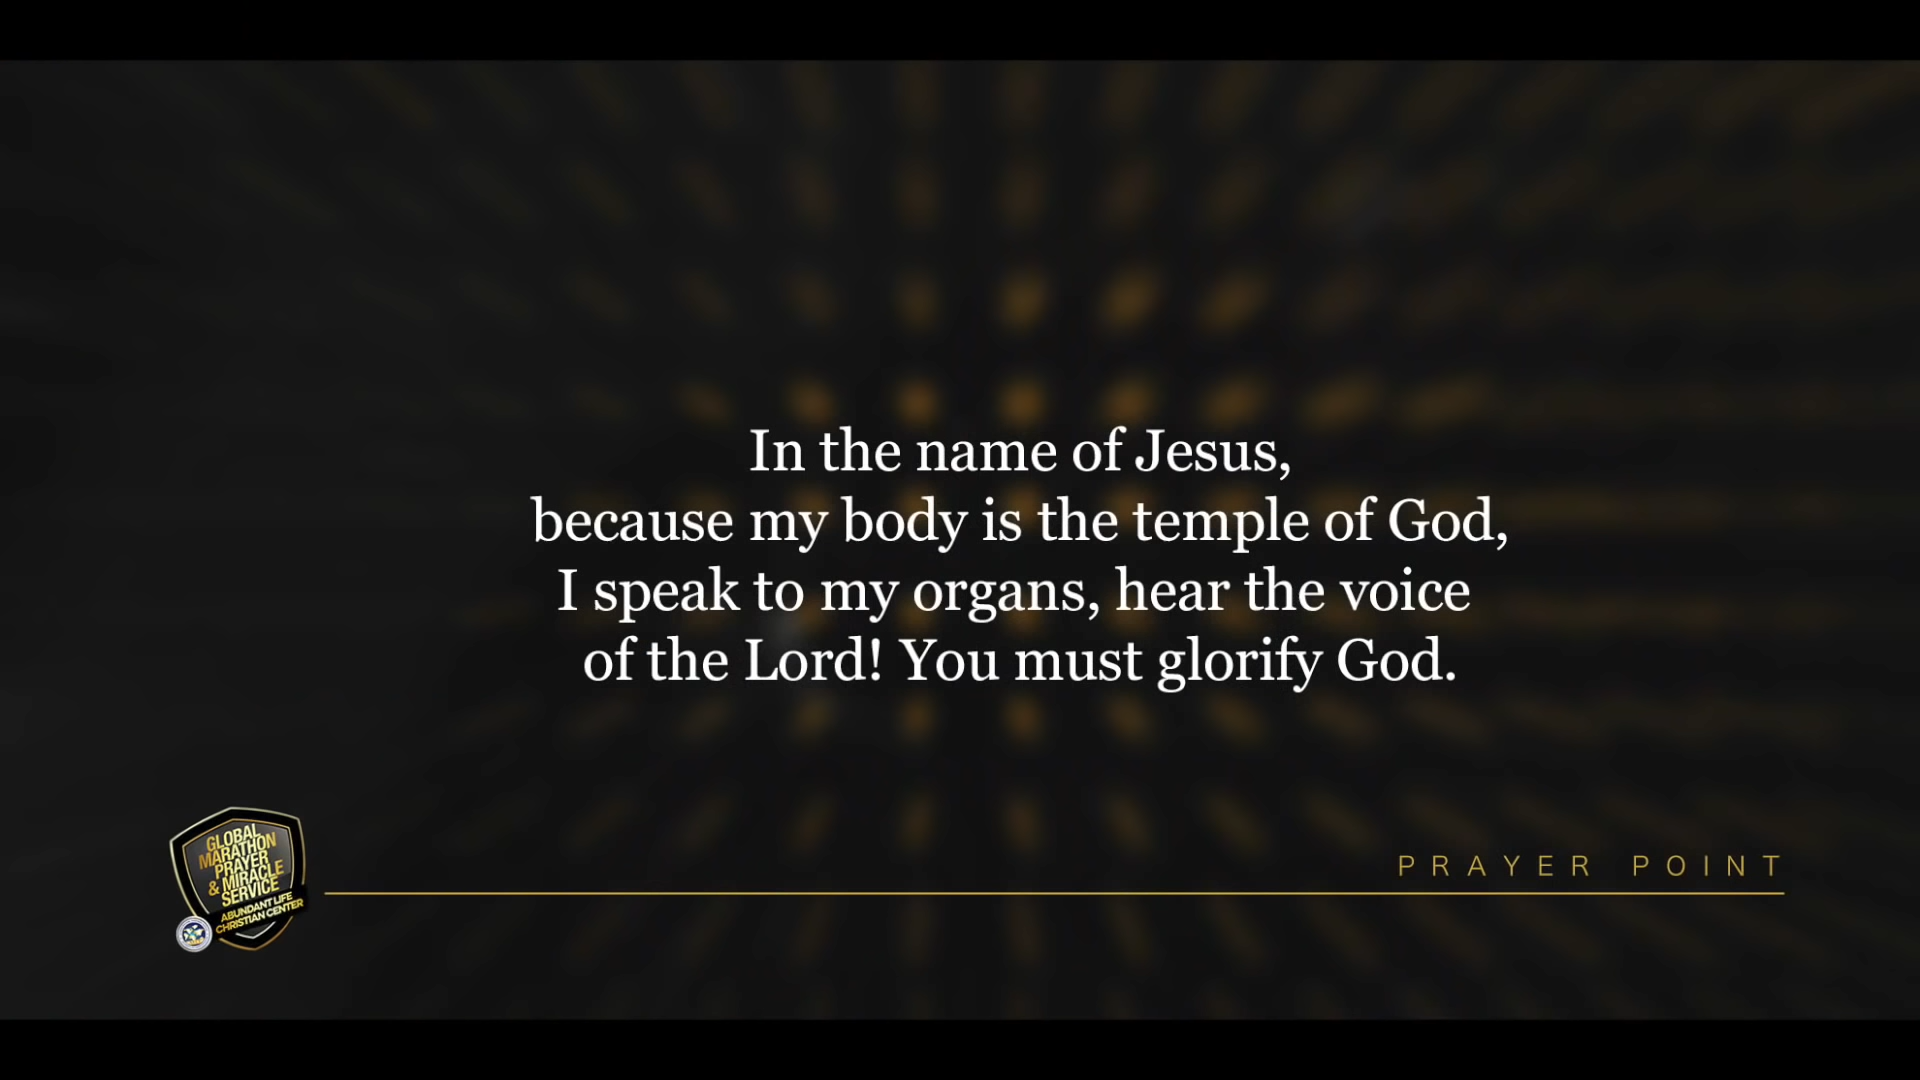 In the name of Jesus,
because my body is the temple of God,
I speak to my organs, hear the voice
of the Lord! You must glorify God.
PRAYER POINT
GLOBAL
MARATHON
PRAYER
& MIRACLE
SERVICE
ABUNDANT LIFE
CHRISTIAN CENTER